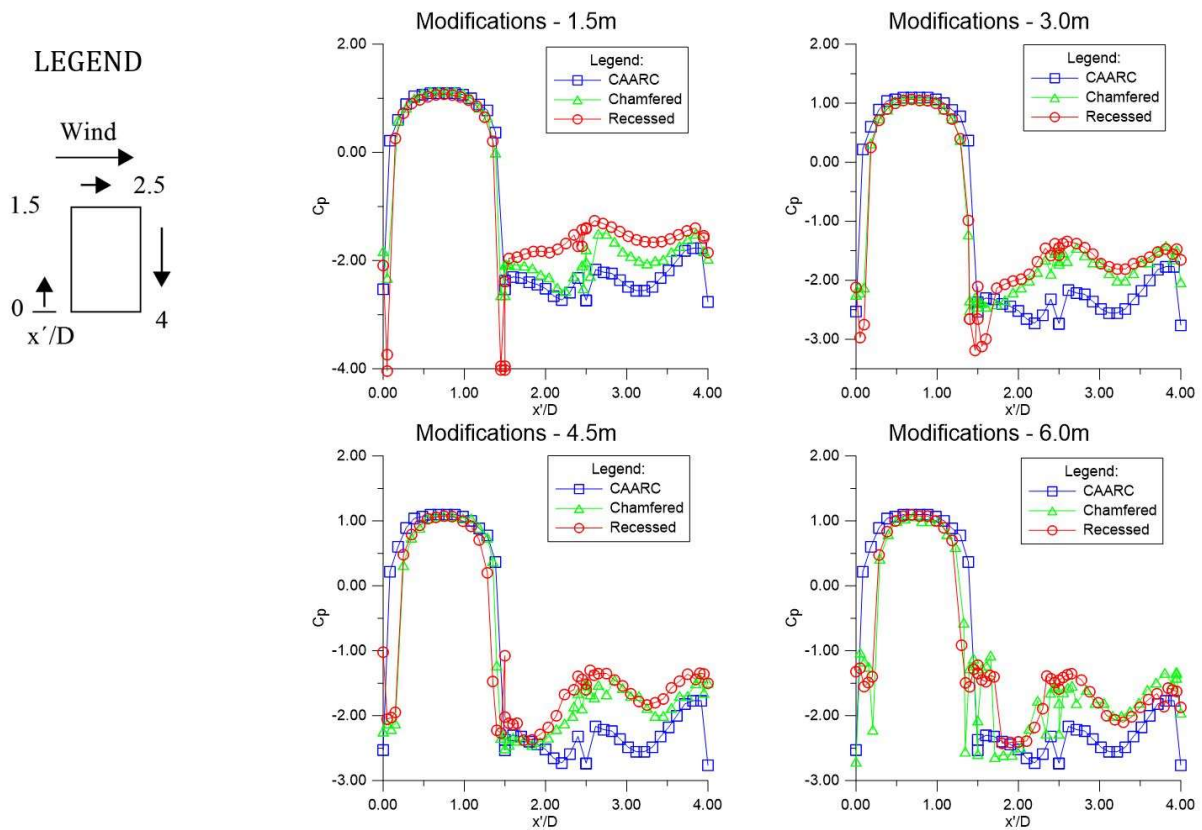 LEGEND
Wind
1.5
2.5
0
4
x´/D
Modifications - 1.5m
Legend:
CAARC
Chamfered
Recessed
2.00
0.00
-2.00
-4.00
Cp
0.00
1.00
2.00
3.00
4.00
x'/D
Modifications - 3.0m
Legend:
CAARC
Chamfered
Recessed
2.00
1.00
0.00
-1.00
-2.00
-3.00
Cp
0.00
1.00
2.00
3.00
4.00
x'/D
Modifications - 4.5m
Legend:
CAARC
Chamfered
Recessed
2.00
1.00
0.00
-1.00
-2.00
-3.00
Cp
0.00
1.00
2.00
3.00
4.00
x'/D
Modifications - 6.0m
Legend:
CAARC
Chamfered
Recessed
2.00
1.00
0.00
-1.00
-2.00
-3.00
Cp
0.00
1.00
2.00
3.00
4.00
x'/D